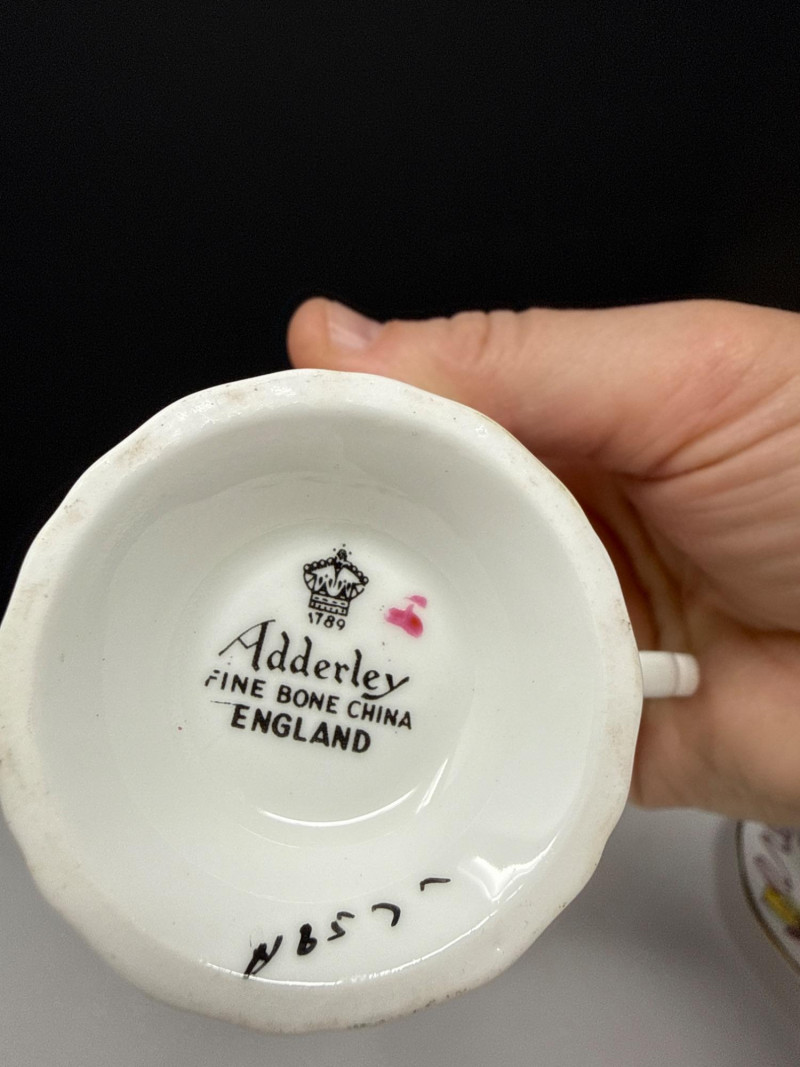 1789
Adderley
FINE BONE CHINA
ENGLAND